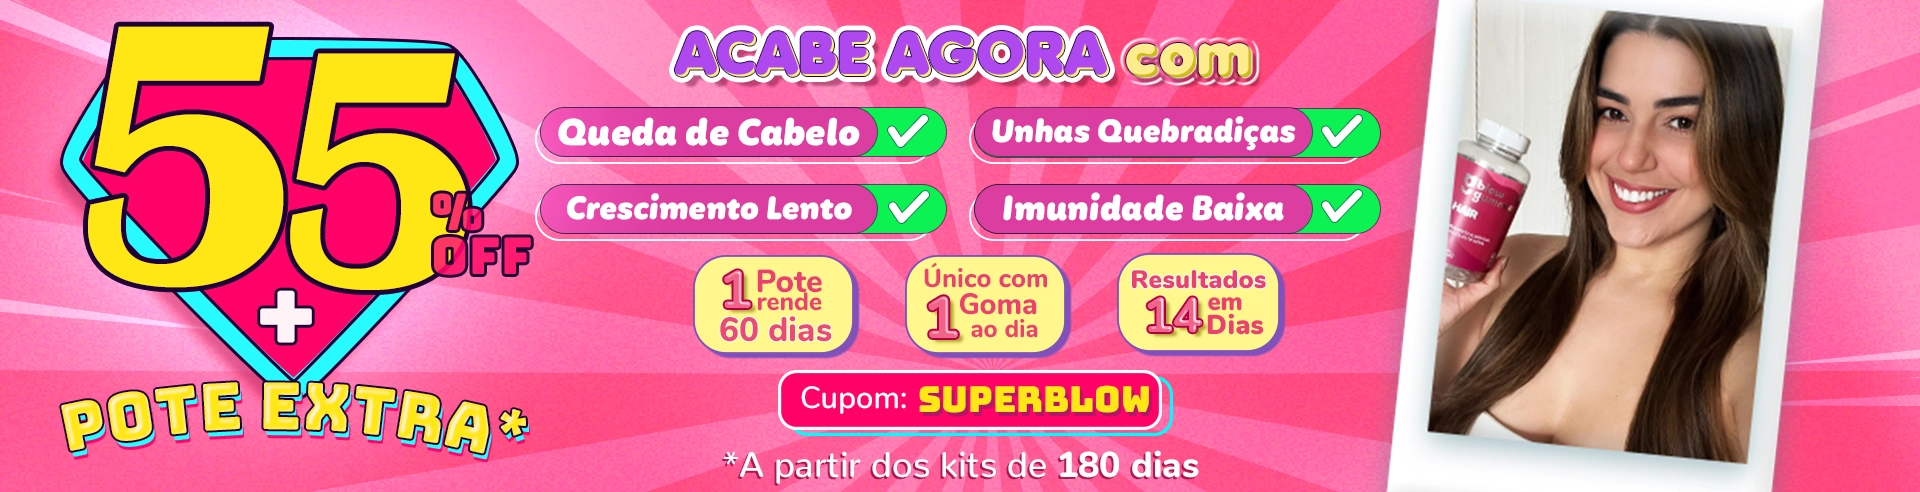 55
%
OFF
+
POTE EXTRA*
ACABE AGORA com
Queda de Cabelo
Unhas Quebradiças
Crescimento Lento
Imunidade Baixa
1 Pote
rende
60 dias
Único com
1 Goma
ao dia
Resultados
14 em
Dias
Cupom: SUPERBLOW
*A partir dos kits de 180 dias
blow
HAIR